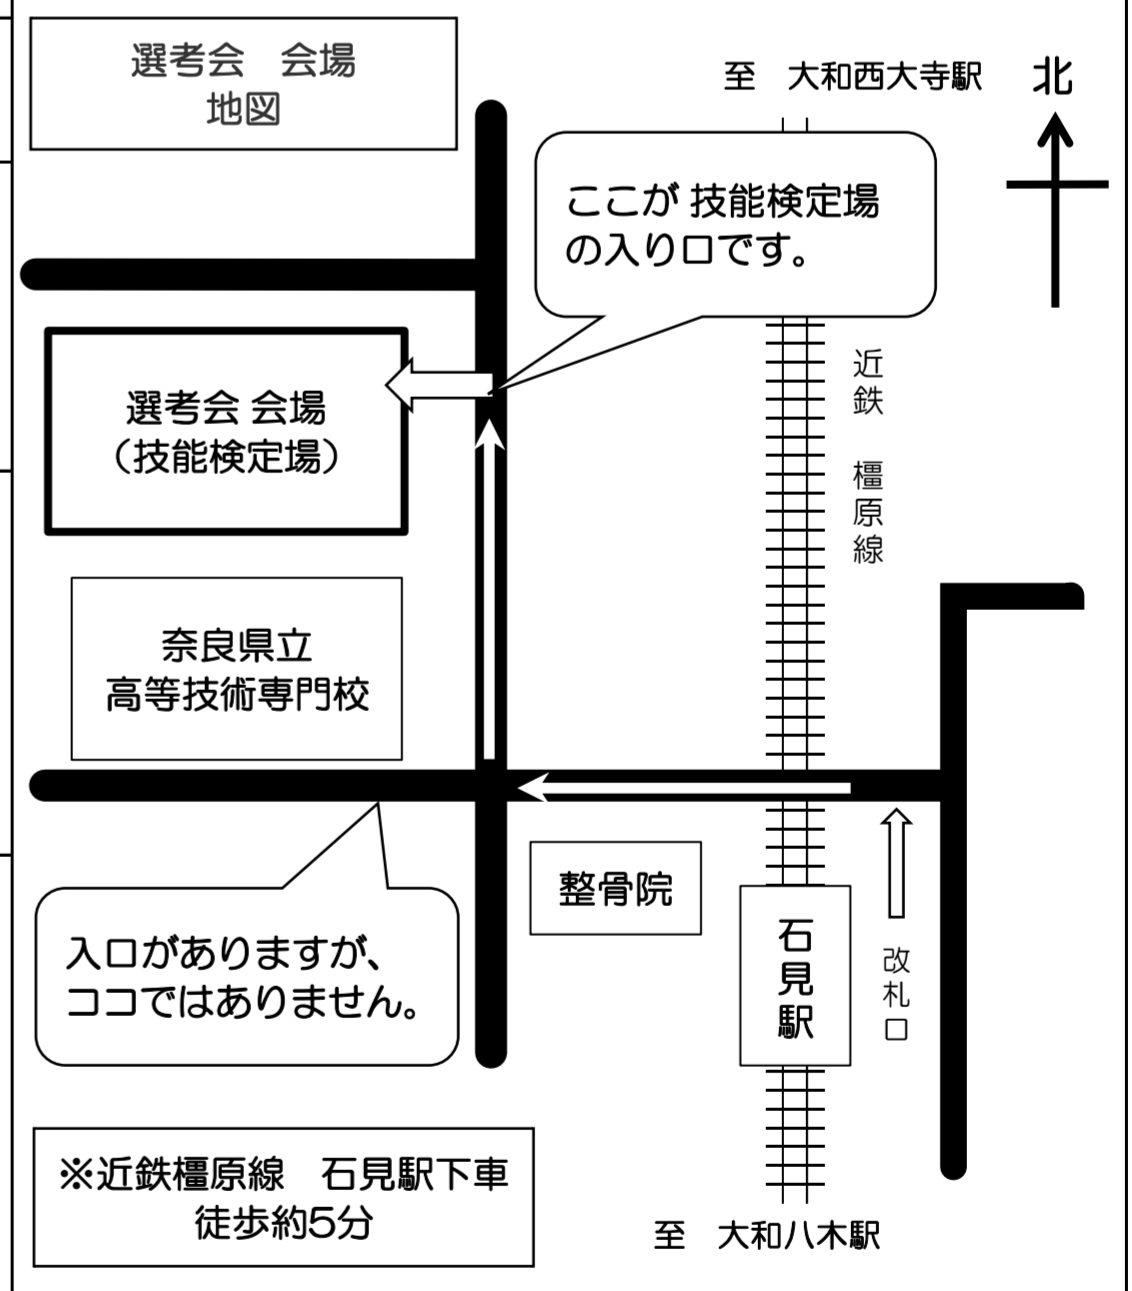 選考会　会場
地図
至　大和西大寺駅
北
ここが 技能検定場
の入り口です。
近鉄　橿原線
選考会 会場
（技能検定場）
奈良県立
高等技術専門校
整骨院
石見駅
改札口
入口がありますが、
ココではありません。
※近鉄橿原線　石見駅下車
徒歩約5分
至　大和八木駅